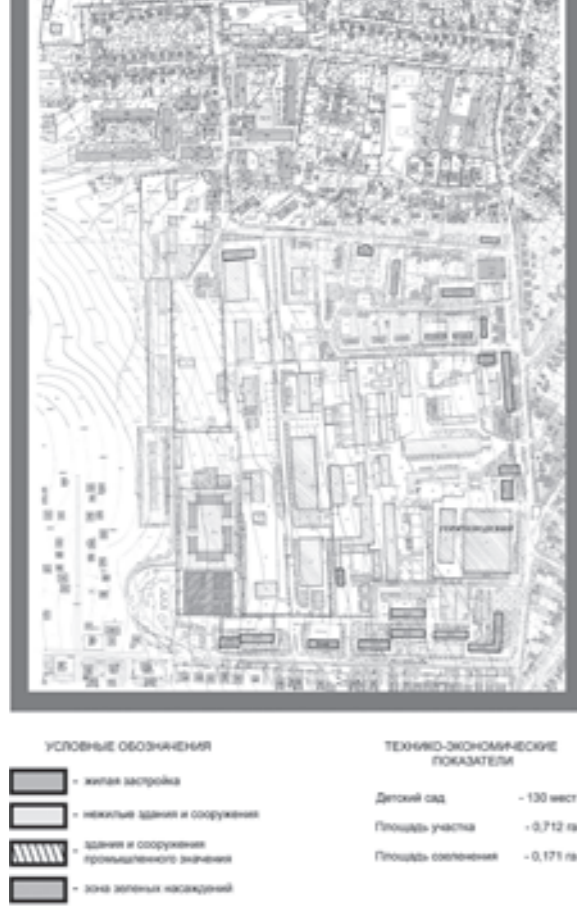 УСЛОВНЫЕ ОБОЗНАЧЕНИЯ
- жилая застройка
- нежилые здания и сооружения
- здания и сооружения
промышленного значения
- зона зеленых насаждений
ТЕХНИКО-ЭКОНОМИЧЕСКИЕ
ПОКАЗАТЕЛИ
Детский сад - 130 мест
Площадь участка - 0,712 га
Площадь озеленения - 0,171 га